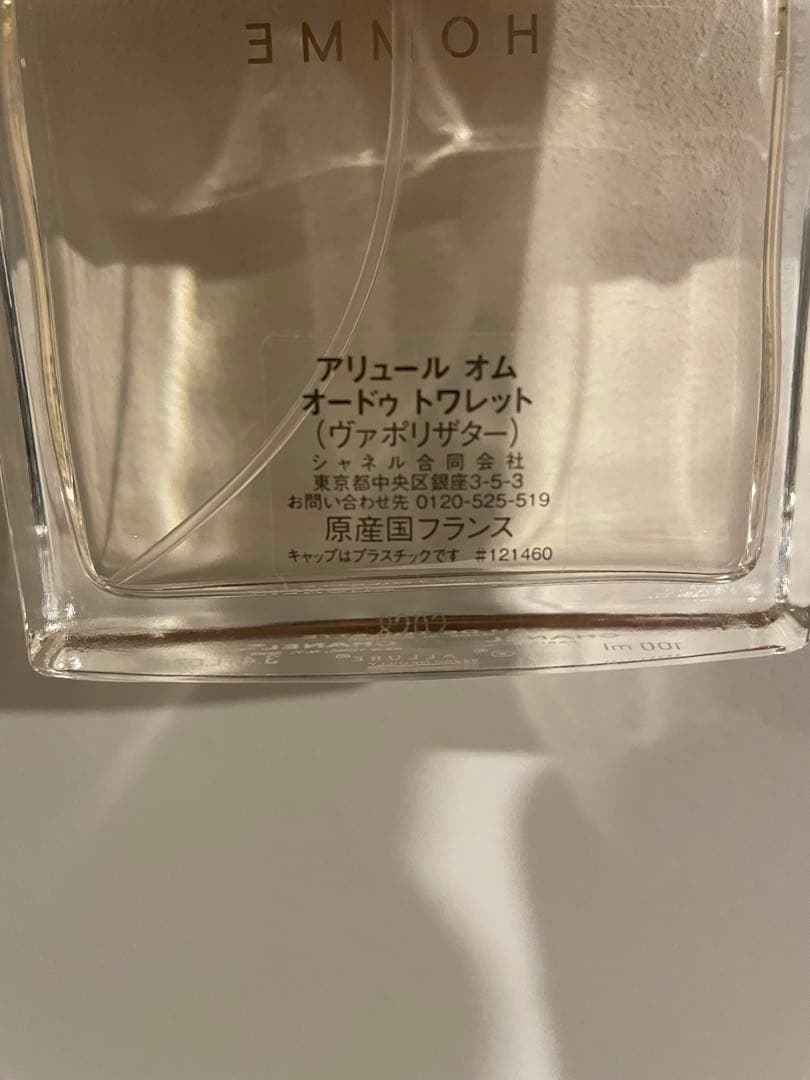 HOMME
アリュール オム
オードゥ トワレット
(ヴァポリザター)
シャネル合同会社
東京都中央区銀座3-5-3
お問い合わせ先 0120-525-519
原産国フランス
キャップはプラスチックです #121460
100 ml